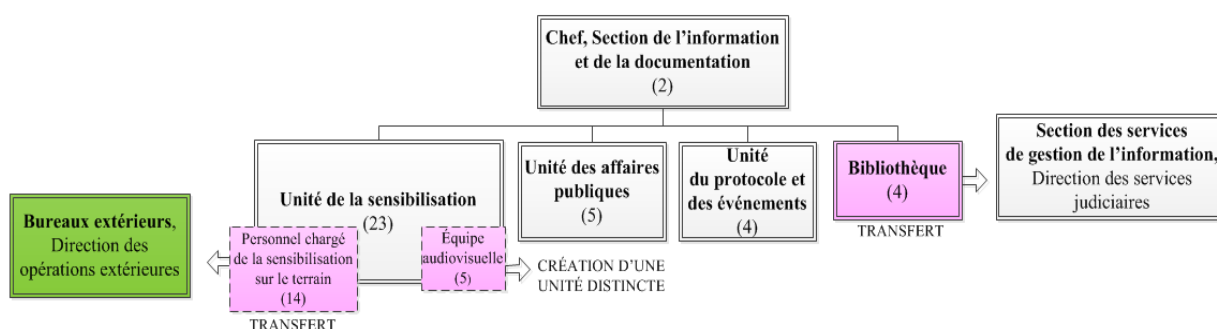 Chef, Section de l’information
et de la documentation
(2)
Unité de la sensibilisation
(23)
Unité des affaires
publiques
(5)
Unité
du protocole et
des événements
(4)
Bibliothèque
(4)
TRANSFERT
Section des services
de gestion de l’information,
Direction des services
judiciaires
Bureaux extérieurs,
Direction des
opérations extérieures
Personnel chargé
de la sensibilisation
sur le terrain
(14)
TRANSFERT
Équipe
audiovisuelle
(5)
CRÉATION D’UNE
UNITÉ DISTINCTE